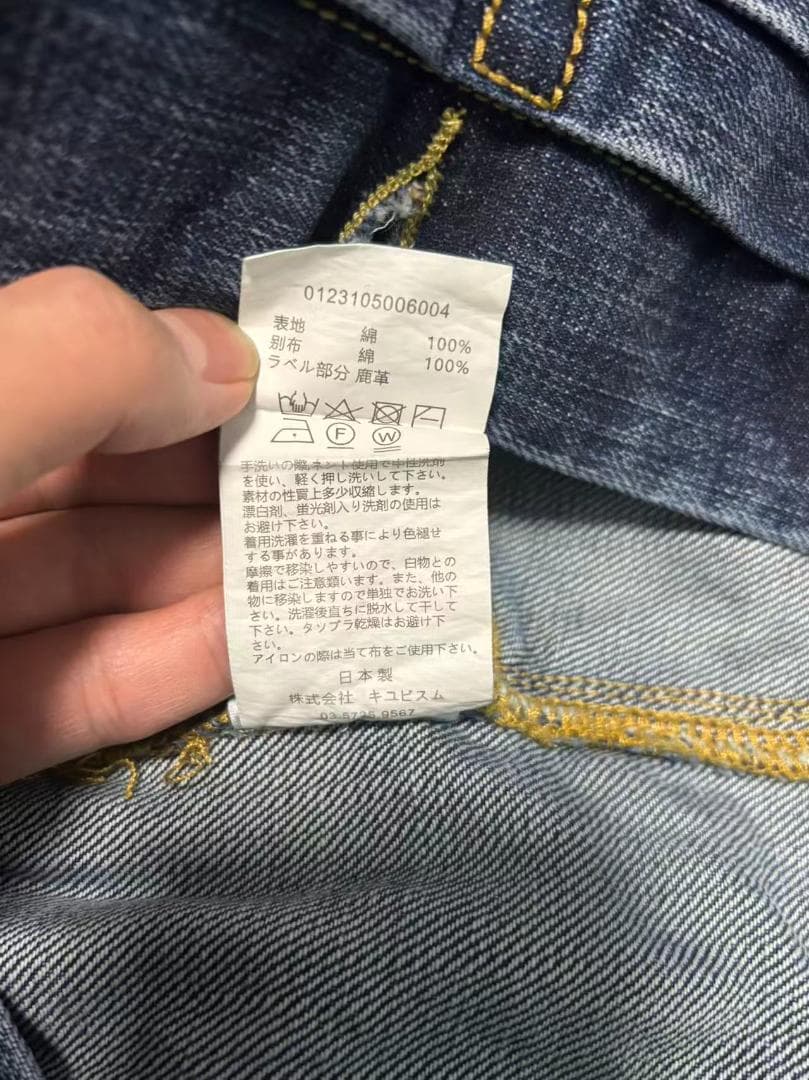 0123105006004
表地 綿 100%
別布 綿 100%
ラベル部分 鹿革
F W
手洗いの際,ネット使用で中性洗剤
を使い、軽く押し洗いして下さい。
素材の性質上多少収縮します。
漂白剤、蛍光剤入り洗剤の使用は
お避け下さい。
着用洗濯を重ねる事により色褪せ
する事があります。
摩擦で移染しやすいので、白物との
着用はご注意類います。また、他の
物に移染しますので単独でお洗い下
さい。洗濯後直ちに脱水して干して
下さい。タンブラ乾燥はお避け下
さい。
アイロンの際は当て布をご使用下さい。
日本製
株式会社 キユビスム
03-5725-9567